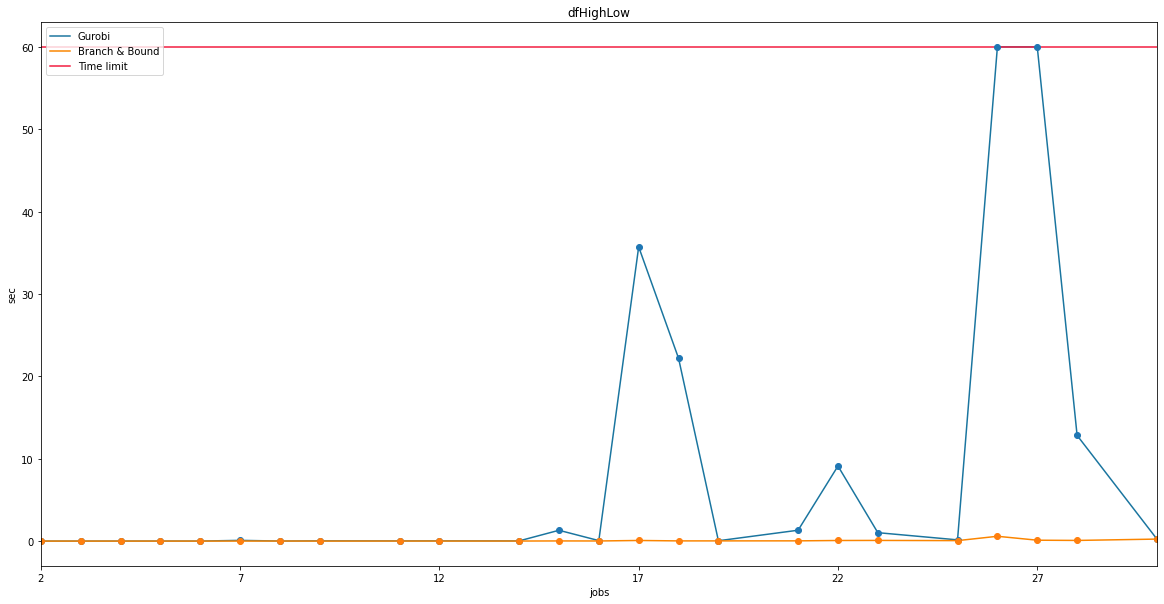 dfHighLow
Gurobi
Branch & Bound
Time limit
60
50
40
30
20
10
0
sec
2 7 12 17 22 27
jobs